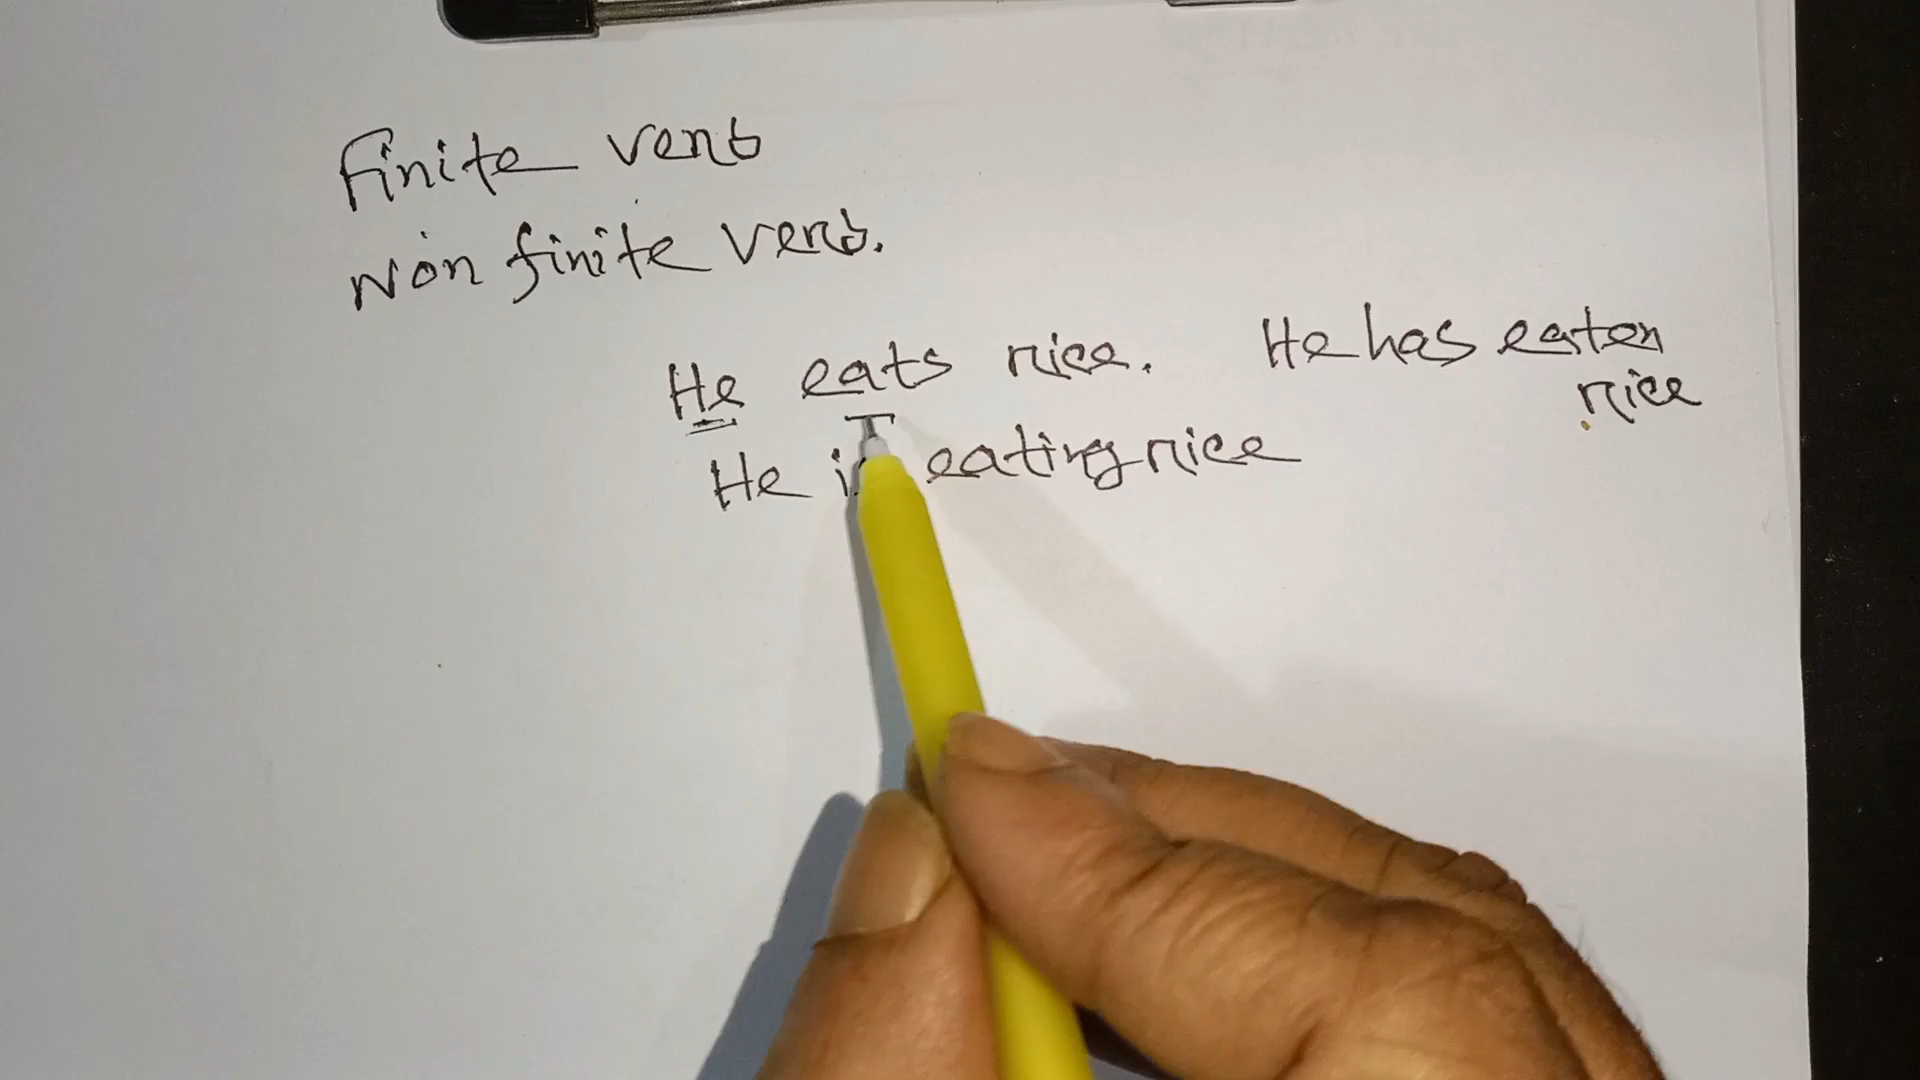 Finite verb
Non finite verb.
He eats rice. He has eaten
rice
He is eating rice